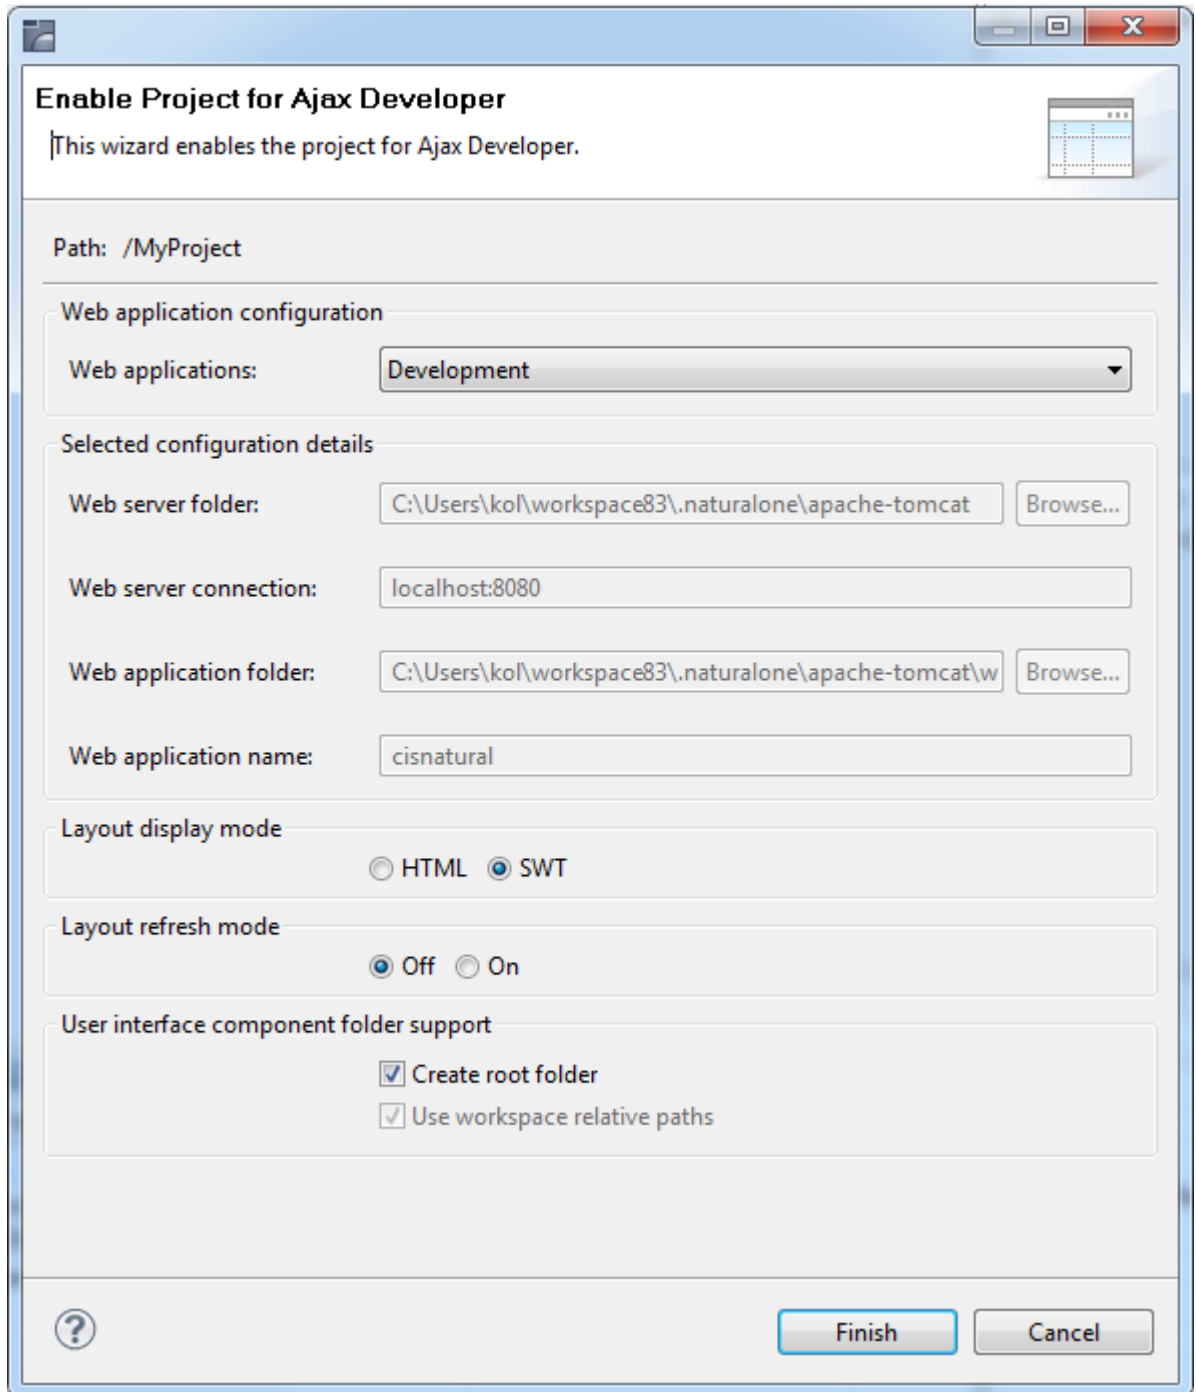 Enable Project for Ajax Developer
This wizard enables the project for Ajax Developer.
Path: /MyProject
Web application configuration
Web applications: Development
Selected configuration details
Web server folder: C:\Users\kol\workspace83\.naturalone\apache-tomcat Browse...
Web server connection: localhost:8080
Web application folder: C:\Users\kol\workspace83\.naturalone\apache-tomcat\w Browse...
Web application name: cisnatural
Layout display mode
HTML SWT
Layout refresh mode
Off On
User interface component folder support
Create root folder
Use workspace relative paths
? Finish Cancel